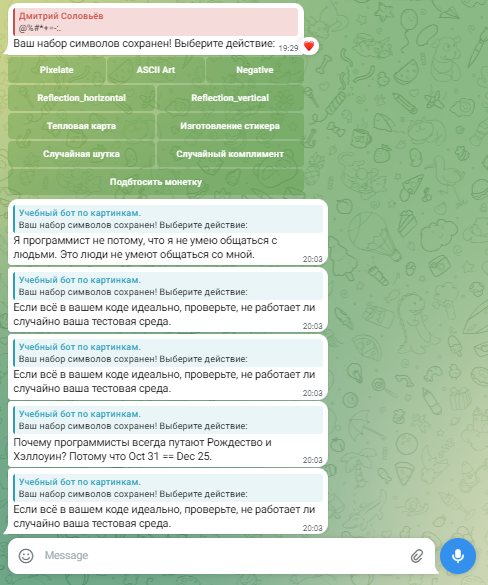 Дмитрий Соловьёв
@%#*+=-:.
Ваш набор символов сохранен! Выберите действие: 19:29
Pixelate ASCII Art Negative
Reflection_horizontal Reflection_vertical
Тепловая карта Изготовление стикера
Случайная шутка Случайный комплимент
Подбтосить монетку
Учебный бот по картинкам.
Ваш набор символов сохранен! Выберите действие:
Я программист не потому, что я не умею общаться с
людьми. Это люди не умеют общаться со мной. 20:03
Учебный бот по картинкам.
Ваш набор символов сохранен! Выберите действие:
Если всё в вашем коде идеально, проверьте, не работает ли
случайно ваша тестовая среда. 20:03
Учебный бот по картинкам.
Ваш набор символов сохранен! Выберите действие:
Если всё в вашем коде идеально, проверьте, не работает ли
случайно ваша тестовая среда. 20:03
Учебный бот по картинкам.
Ваш набор символов сохранен! Выберите действие:
Почему программисты всегда путают Рождество и
Хэллоуин? Потому что Oct 31 == Dec 25. 20:03
Учебный бот по картинкам.
Ваш набор символов сохранен! Выберите действие:
Если всё в вашем коде идеально, проверьте, не работает ли
случайно ваша тестовая среда. 20:03
Message